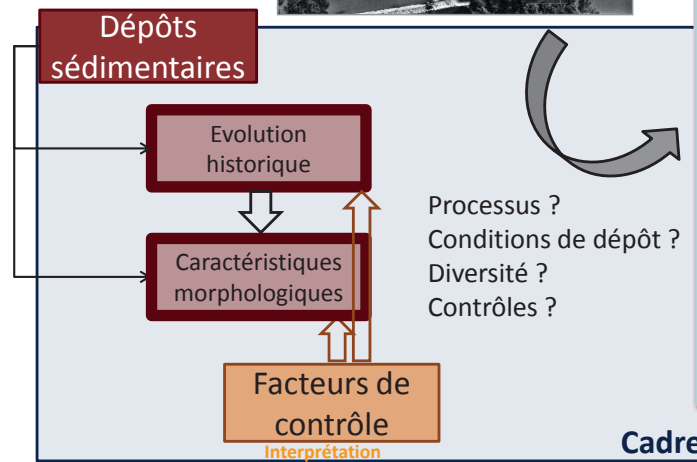 Dépôts
sédimentaires
Evolution
historique
Caractéristiques
morphologiques
Processus ?
Conditions de dépôt ?
Diversité ?
Contrôles ?
Facteurs de
contrôle
Interprétation
Cadre